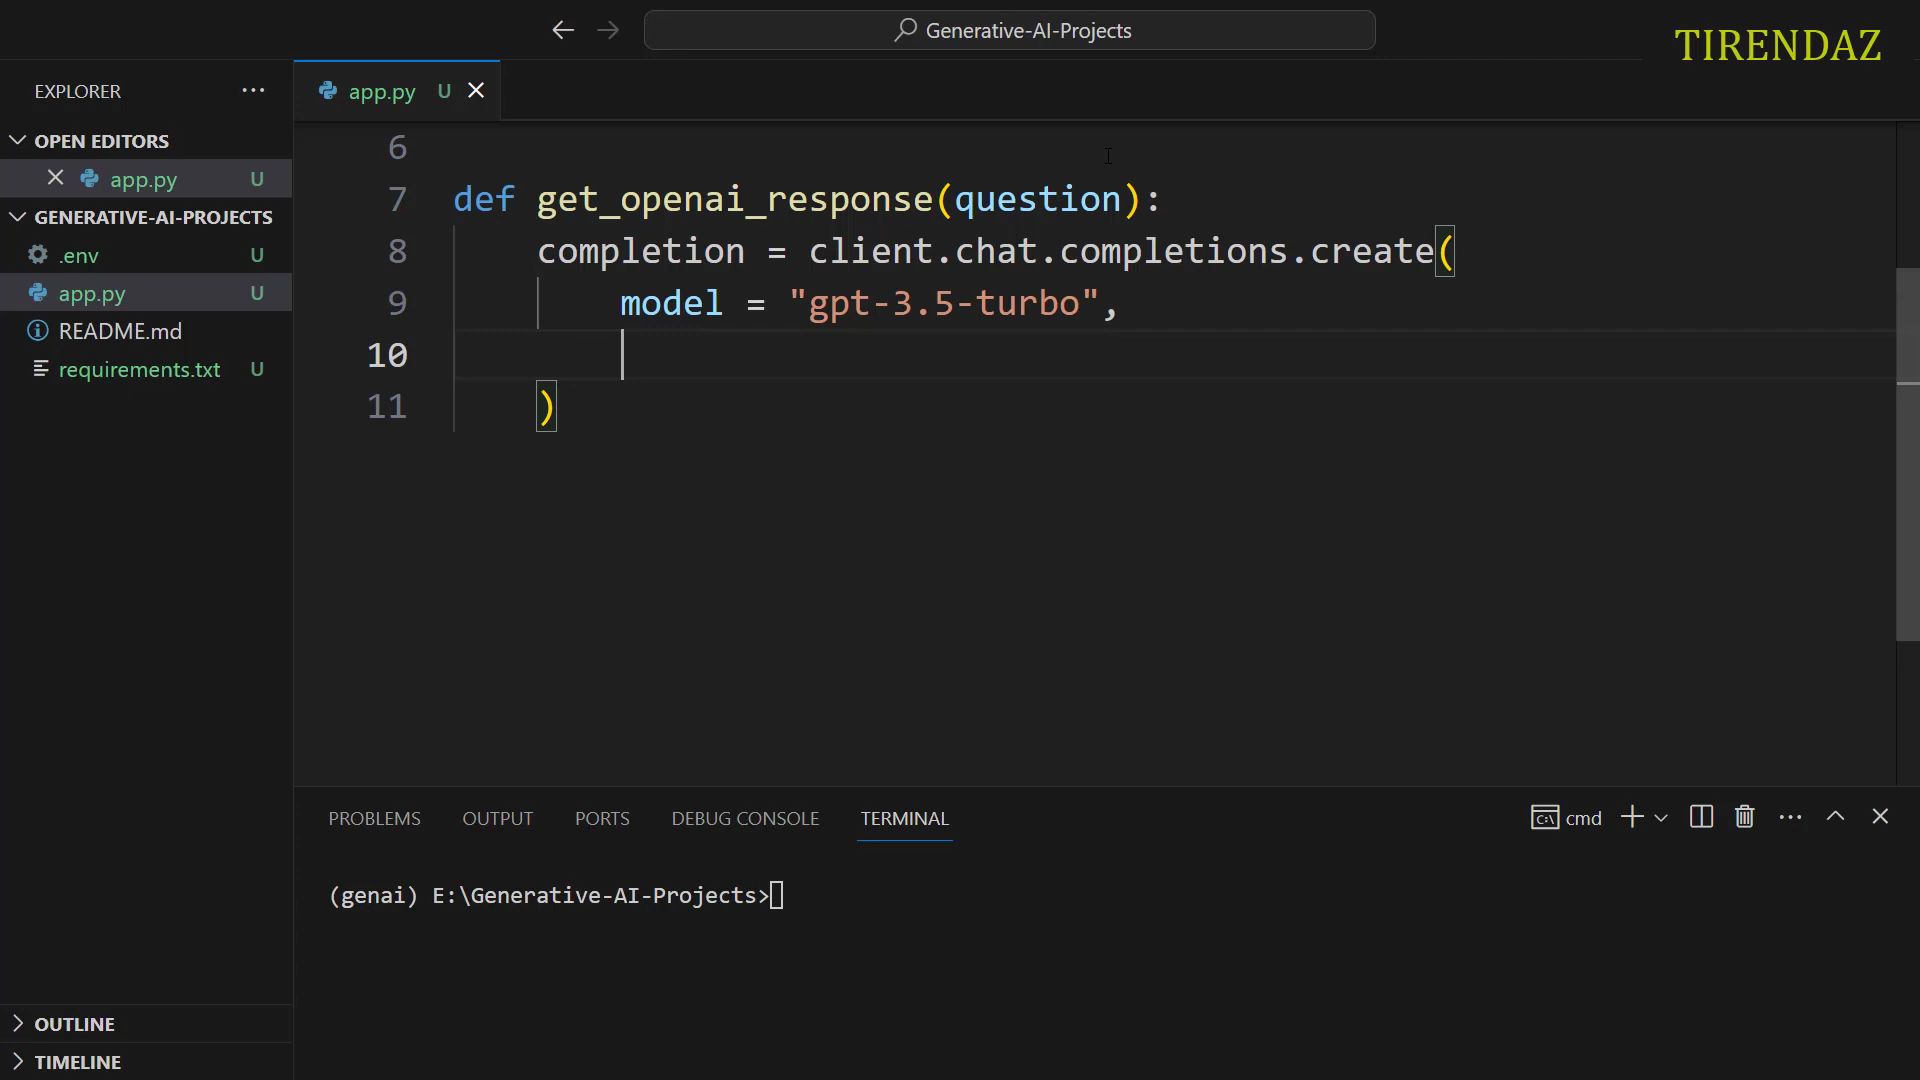 Generative-AI-Projects
TIRENDAZ
EXPLORER
app.py U
OPEN EDITORS
app.py U
GENERATIVE-AI-PROJECTS
.env U
app.py U
README.md
requirements.txt U
6
7 def get_openai_response(question):
8 completion = client.chat.completions.create(
9 model = "gpt-3.5-turbo",
10
11 )
PROBLEMS OUTPUT PORTS DEBUG CONSOLE TERMINAL cmd
(genai) E:\Generative-AI-Projects>
OUTLINE
TIMELINE